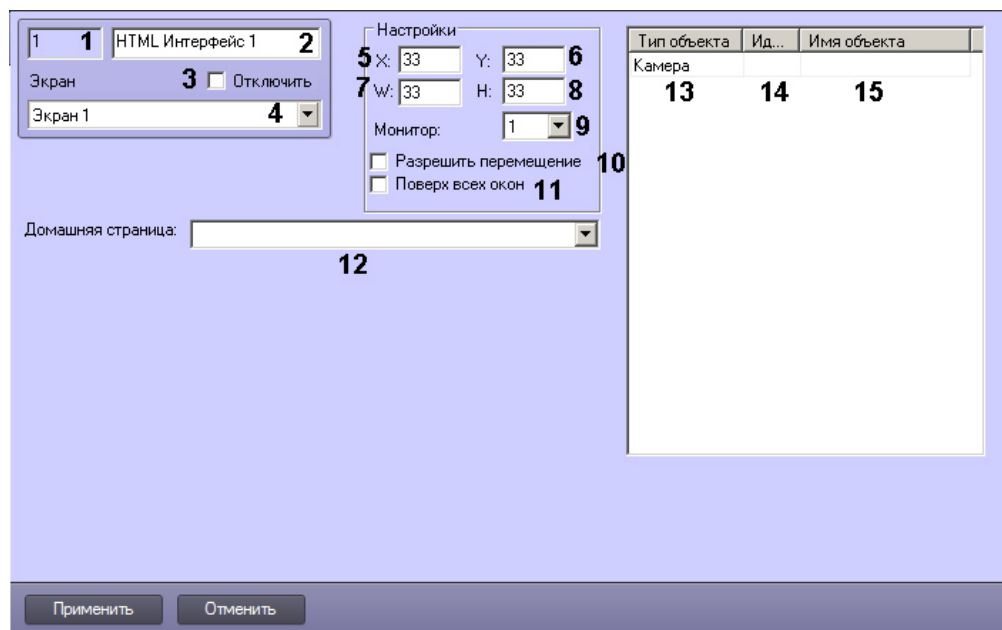 1 1 HTML Интерфейс 1 2
Экран 3 Отключить
Экран 1 4
Настройки
5 X: 33 Y: 33 6
7 W: 33 H: 33 8
Монитор: 1 9
Разрешить перемещение 10
Поверх всех окон 11
Домашняя страница:
12
Тип объекта Ид... Имя объекта
Камера
13 14 15
Применить Отменить